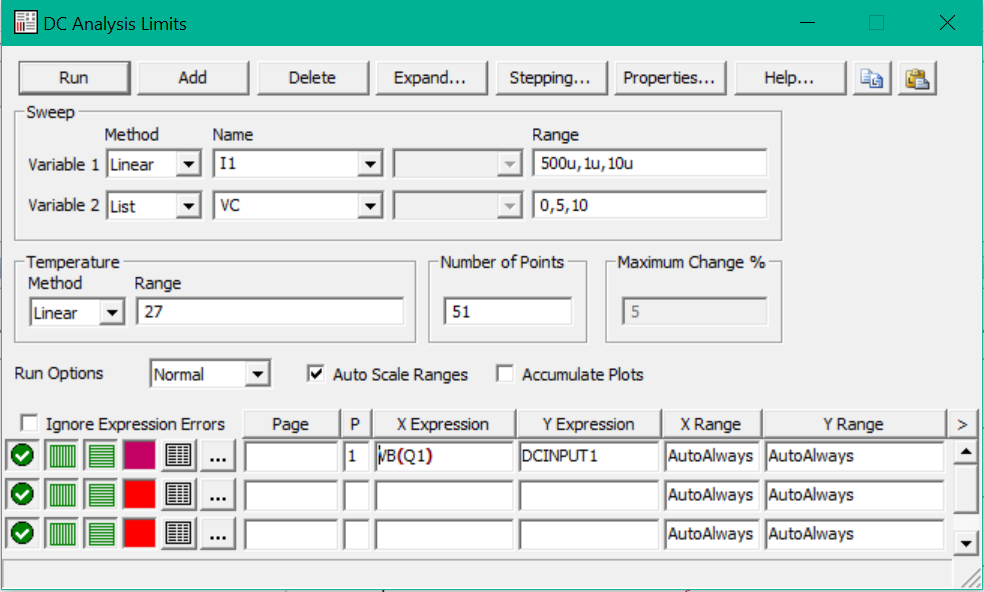 DC Analysis Limits
Run Add Delete Expand... Stepping... Properties... Help...
Sweep
Method Name Range
Variable 1 Linear I1 500u,1u,10u
Variable 2 List VC 0,5,10
Temperature Number of Points Maximum Change %
Method Range
Linear 27 51 5
Run Options Normal Auto Scale Ranges Accumulate Plots
Ignore Expression Errors Page P X Expression Y Expression X Range Y Range >
... 1 VB(Q1) DCINPUT1 AutoAlways AutoAlways
... AutoAlways AutoAlways
... AutoAlways AutoAlways